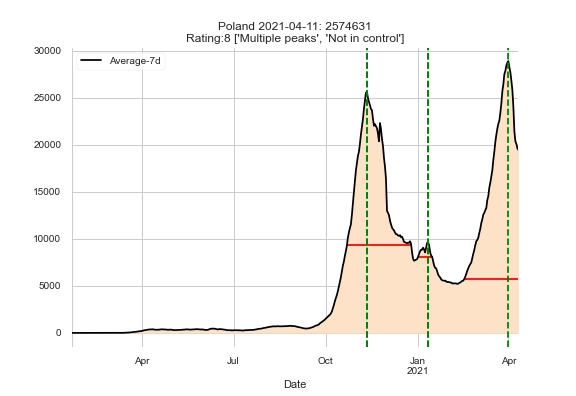 Poland 2021-04-11: 2574631
Rating:8 ['Multiple peaks', 'Not in control']
30000
Average-7d
25000
20000
15000
10000
5000
0
Apr
Jul
Oct
Jan
2021
Apr
Date